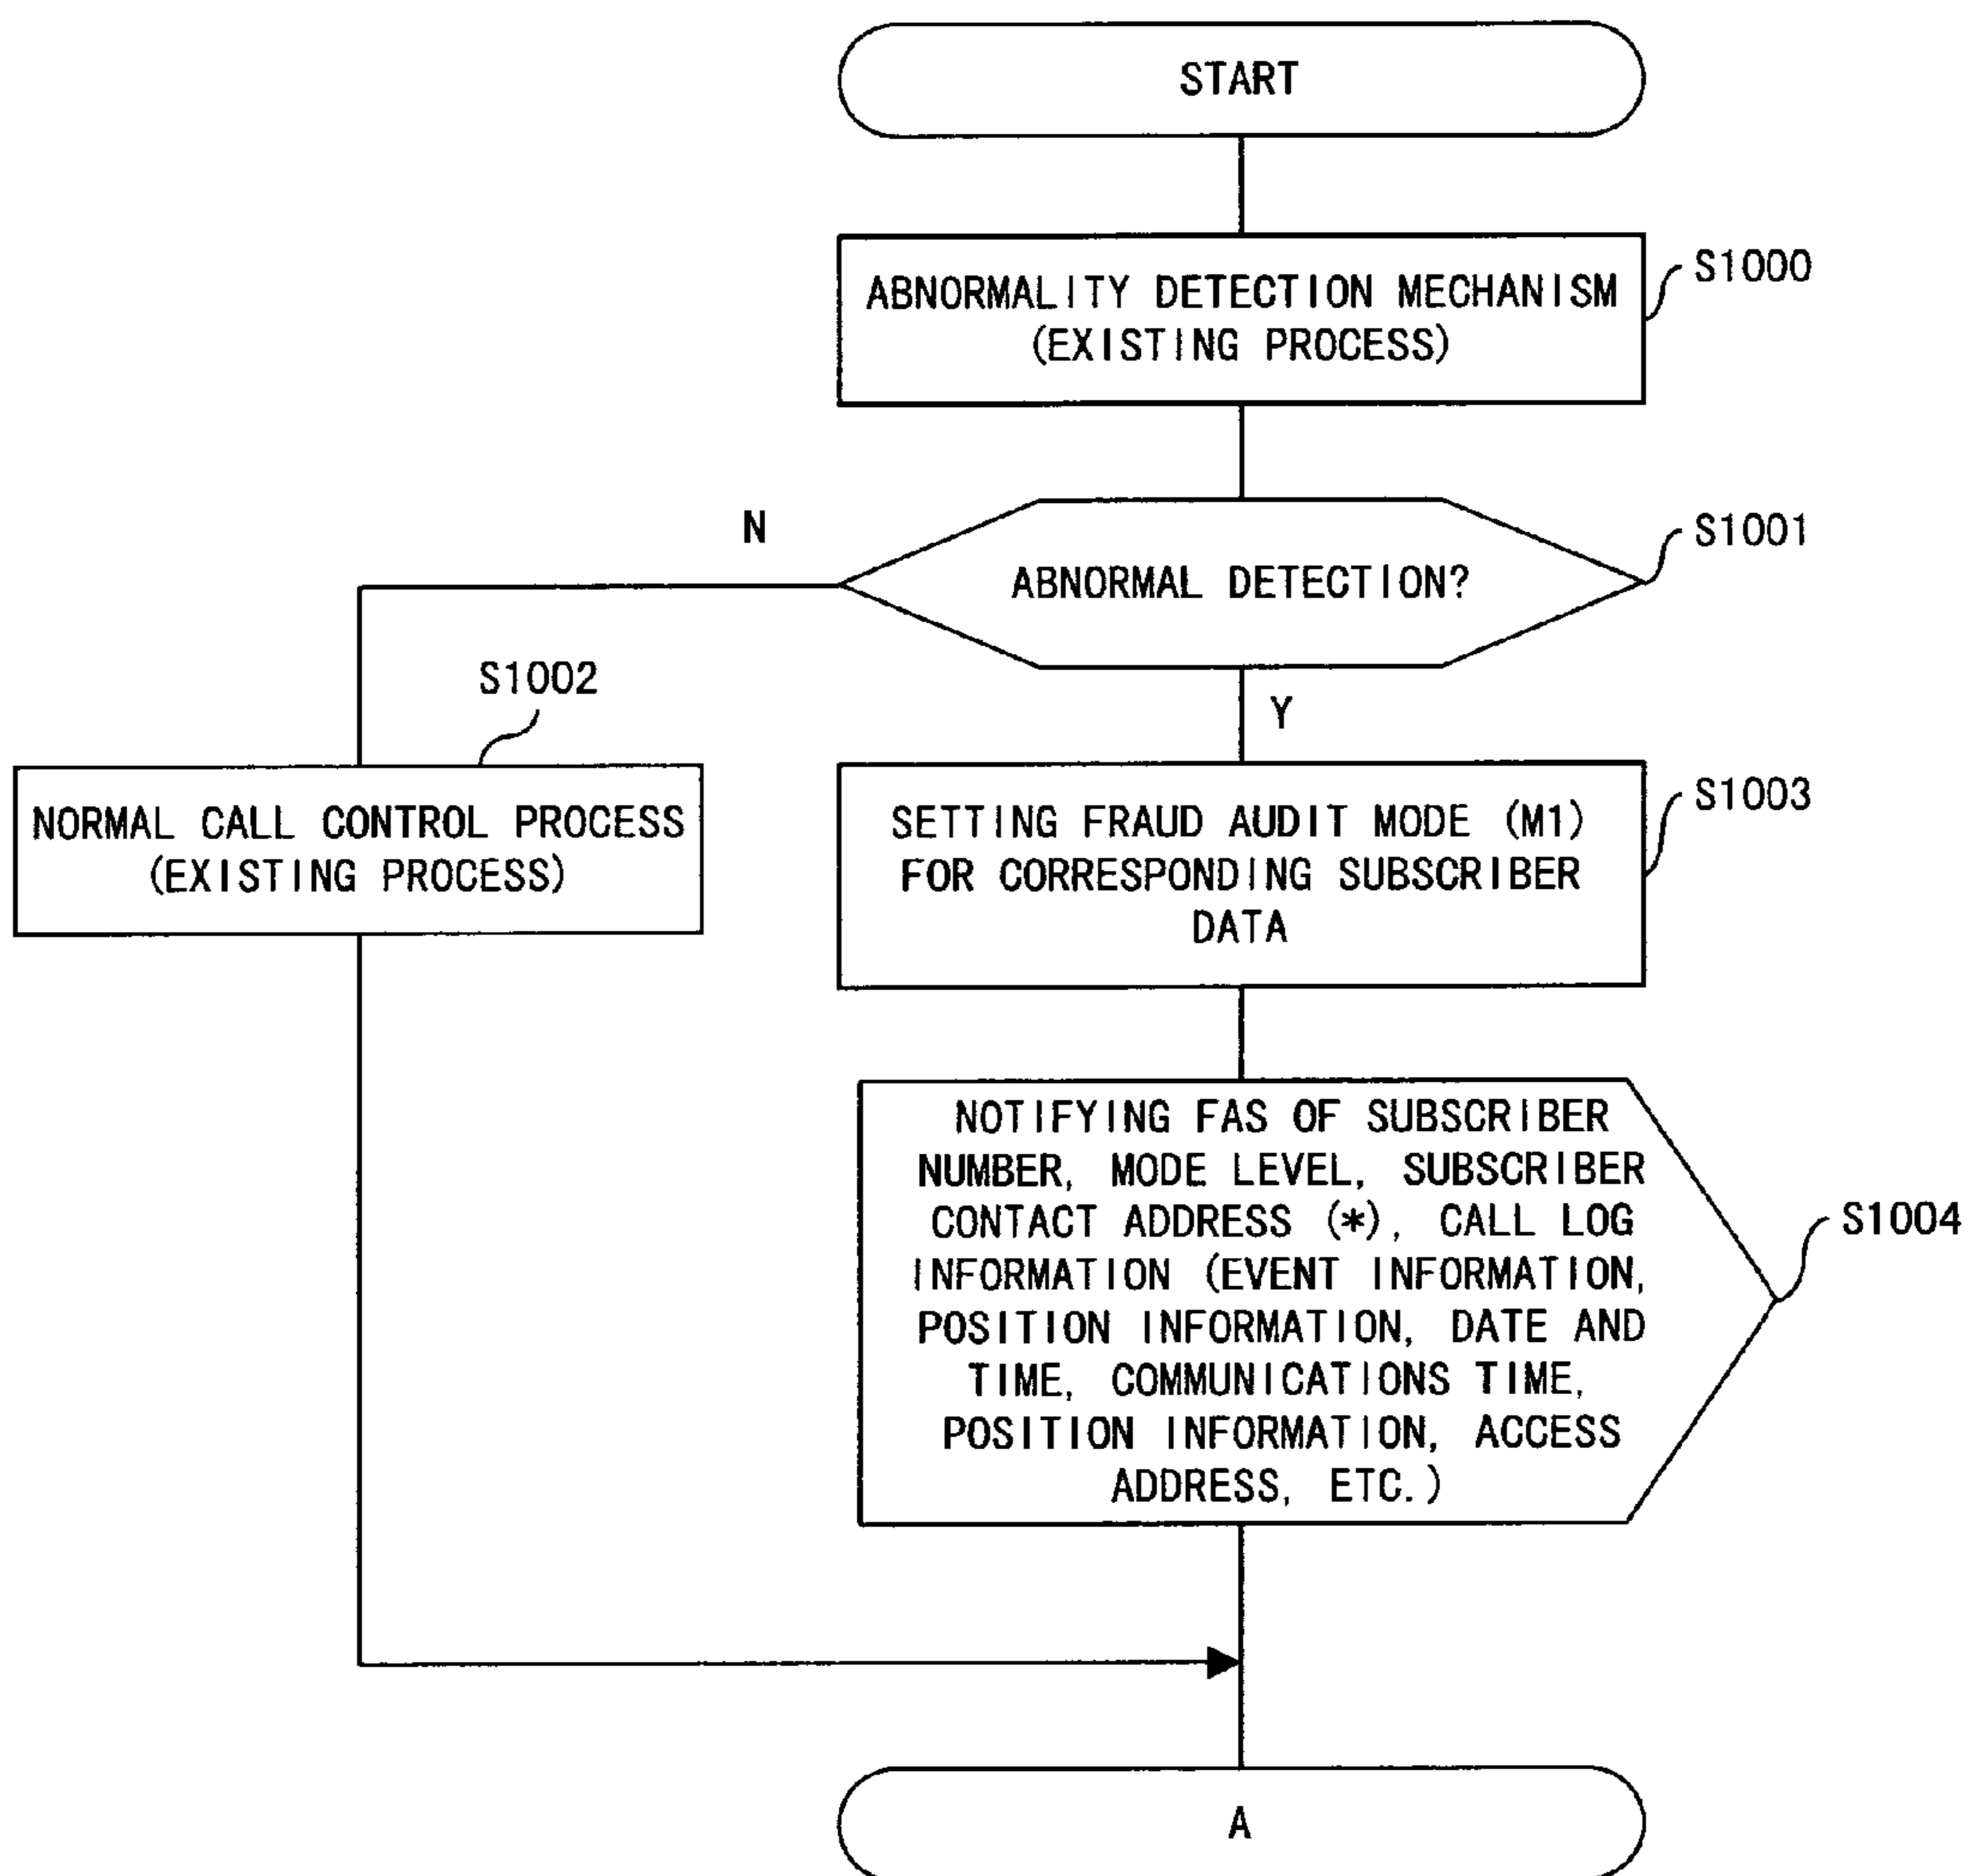 START
ABNORMALITY DETECTION MECHANISM
(EXISTING PROCESS)
S1000
N
ABNORMAL DETECTION?
S1001
S1002
Y
NORMAL CALL CONTROL PROCESS
(EXISTING PROCESS)
SETTING FRAUD AUDIT MODE (M1)
FOR CORRESPONDING SUBSCRIBER
DATA
S1003
NOTIFYING FAS OF SUBSCRIBER
NUMBER, MODE LEVEL, SUBSCRIBER
CONTACT ADDRESS (*), CALL LOG
INFORMATION (EVENT INFORMATION,
POSITION INFORMATION, DATE AND
TIME, COMMUNICATIONS TIME,
POSITION INFORMATION, ACCESS
ADDRESS, ETC.)
S1004
A